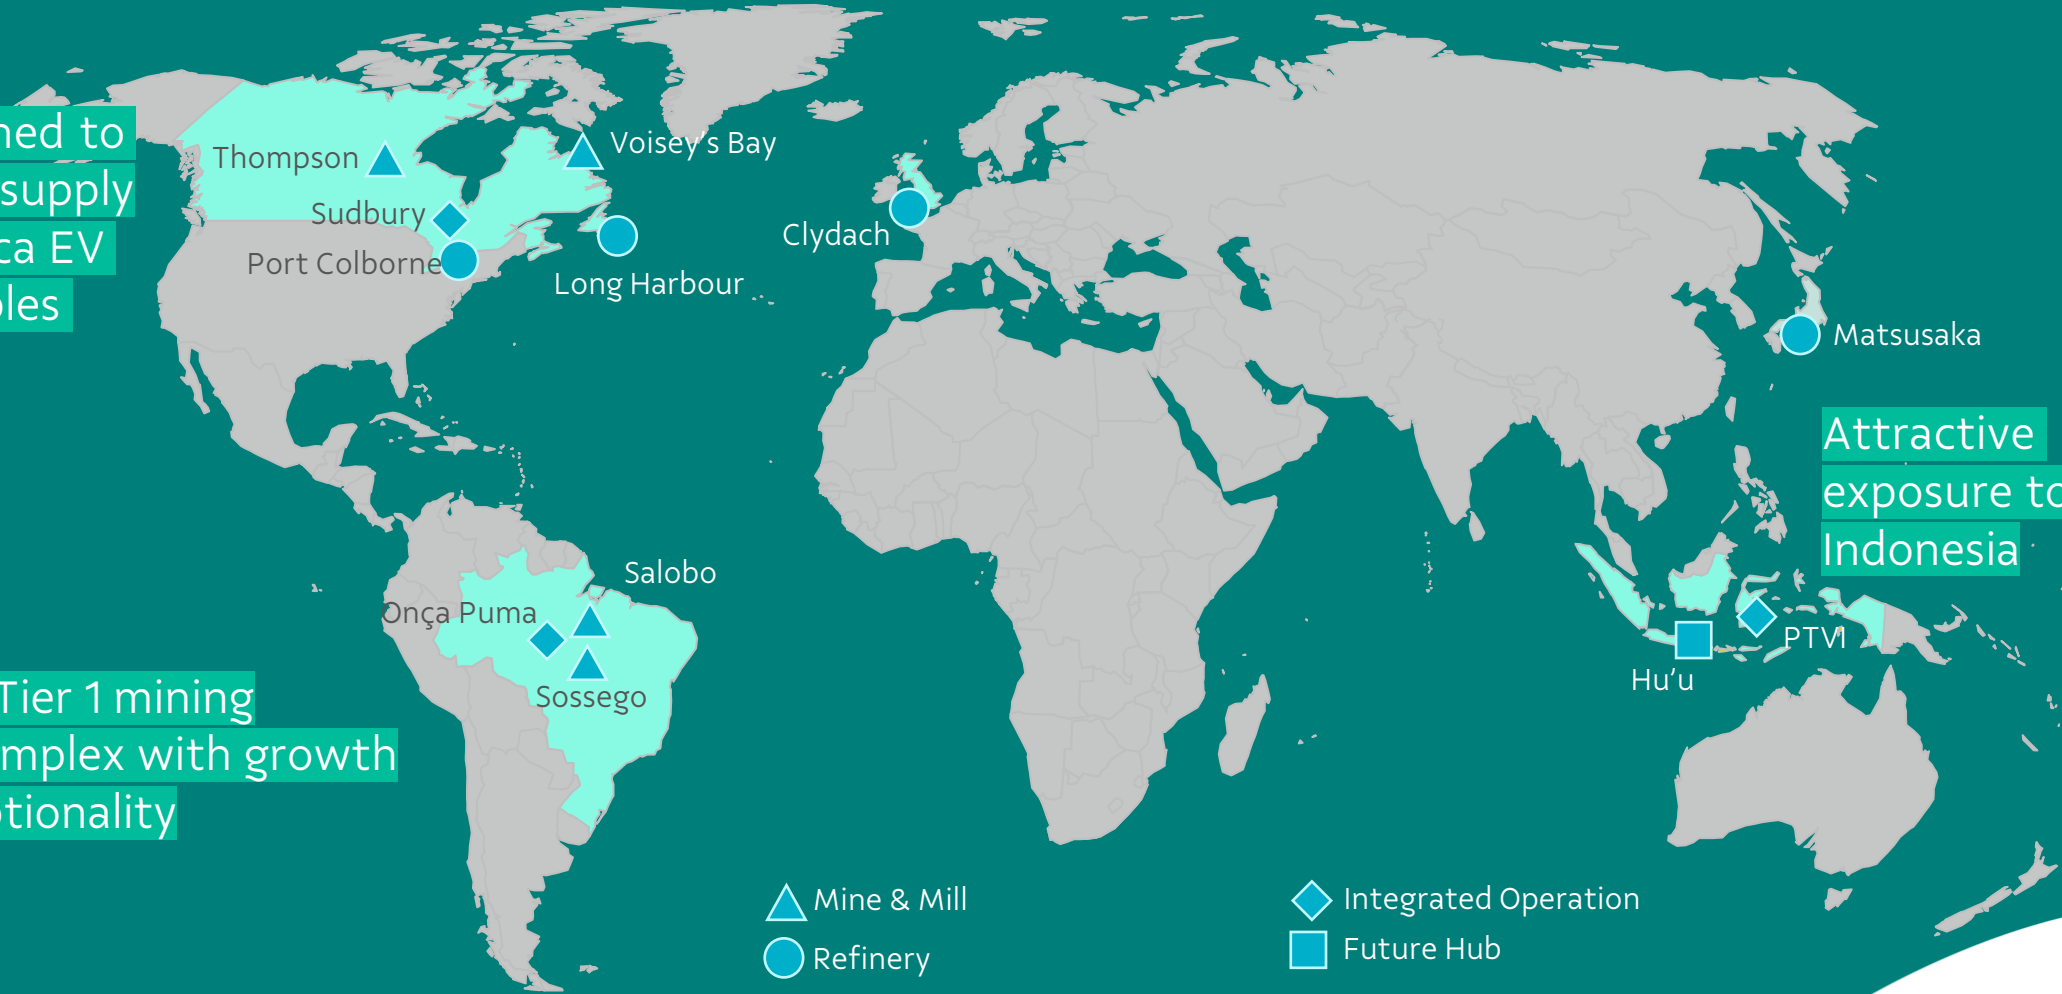 ned to
supply
ca EV
oles
Thompson
Voisey's Bay
Sudbury
Port Colborne
Long Harbour
Clydach
Matsusaka
Attractive
exposure to
Indonesia
Salobo
Onça Puma
Sossego
PTVI
Hu'u
Tier 1 mining
mplex with growth
tionality
Mine & Mill
Refinery
Integrated Operation
Future Hub